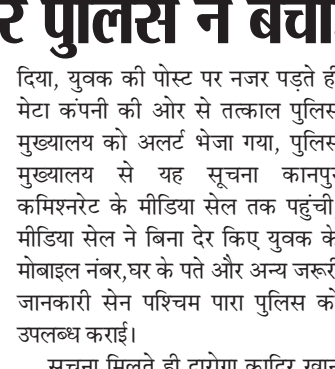 पुलिस ने
दिया, युवक की पोस्ट पर नजर पड़ते ही
मेटा कंपनी की ओर से तत्काल पुलिस
मुख्यालय को अलर्ट भेजा गया, पुलिस
मुख्यालय से यह सूचना कानपुर
कमिश्नरेट के मीडिया सेल तक पहुंची
मीडिया सेल ने बिना देर किए युवक के
मोबाइल नंबर,घर के पते और अन्य जरूरी
जानकारी सेन पश्चिम पारा पुलिस को
उपलब्ध कराई।
सूचना मिलते ही दारोगा कादिर खान